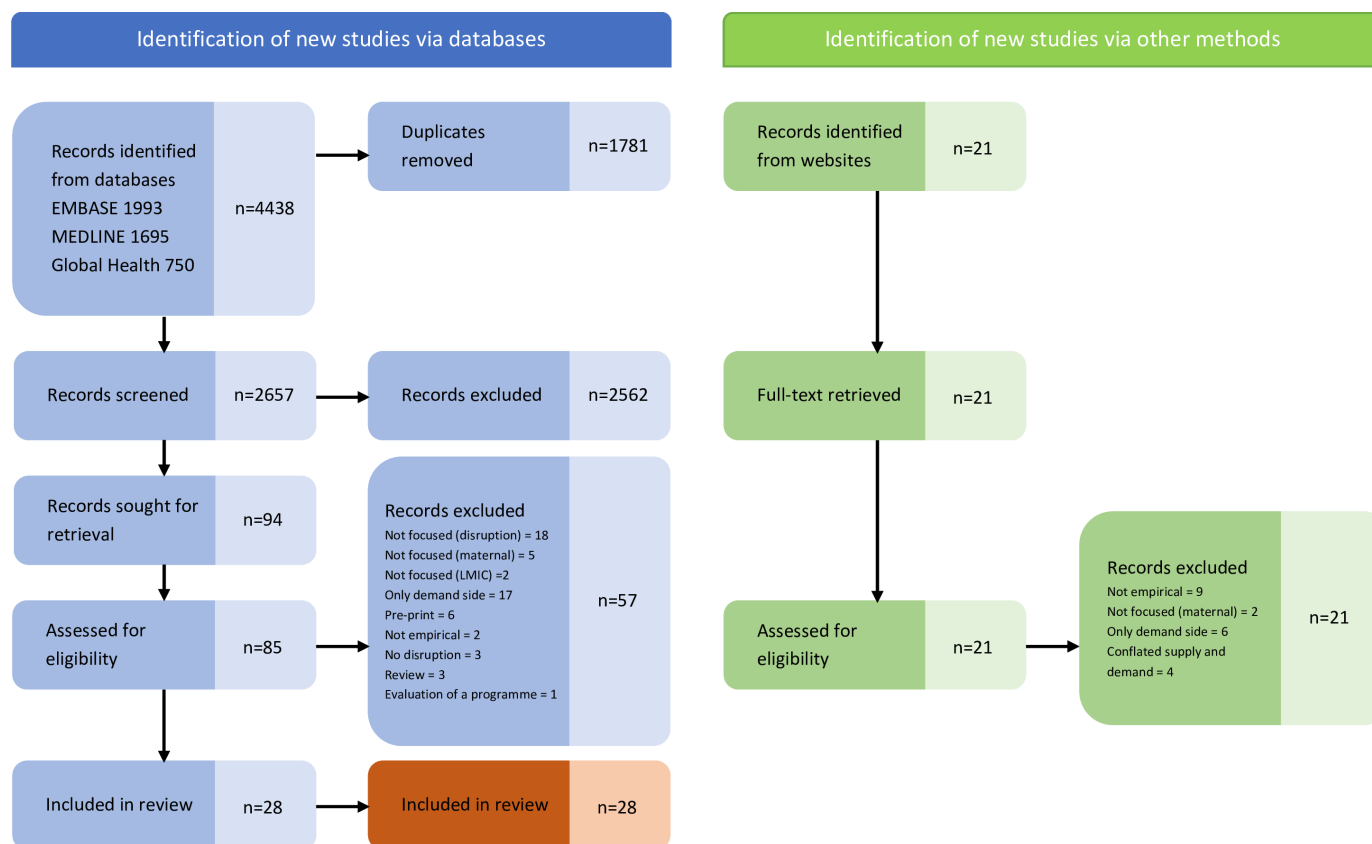 Identification of new studies via databases
Identification of new studies via other methods
Records identified
from databases
EMBASE 1993
MEDLINE 1695
Global Health 750
n=4438
Duplicates
removed
n=1781
Records identified
from websites
n=21
Records screened
n=2657
Records excluded
n=2562
Full-text retrieved
n=21
Records sought for
retrieval
n=94
Records excluded
Not focused (disruption) = 18
Not focused (maternal) = 5
Not focused (LMIC) =2
Only demand side = 17
Pre-print = 6
Not empirical = 2
No disruption = 3
Review = 3
Evaluation of a programme = 1
n=57
Assessed for
eligibility
n=85
Assessed for
eligibility
n=21
Records excluded
Not empirical = 9
Not focused (maternal) = 2
Only demand side = 6
Conflated supply and
demand = 4
n=21
Included in review
n=28
Included in review
n=28